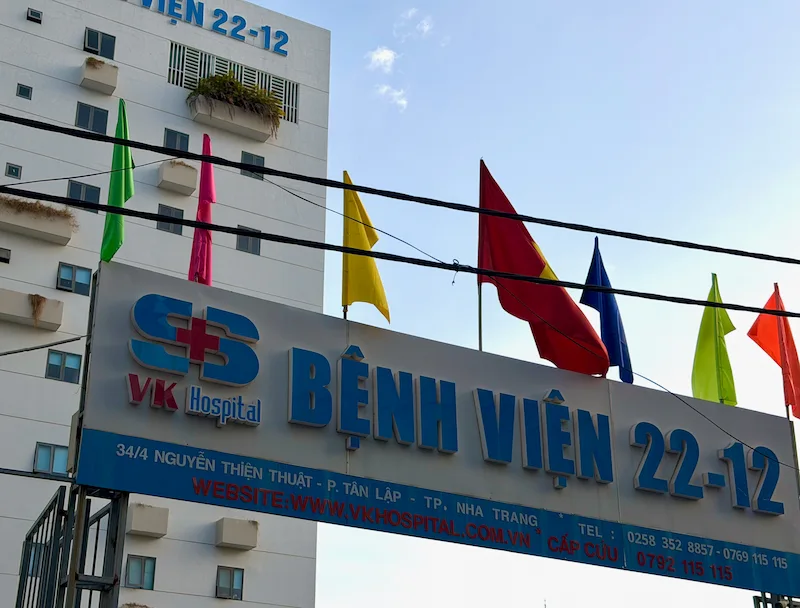 VIỆN 22-12
VK Hospital
BỆNH VIỆN 22-12
34/4 NGUYỄN THIỆN THUẬT - P. TÂN LẬP - TP. NHA TRANG * TEL : 0258 352 8857 - 0769 115 115
WEBSITE:WWW.VKHOSPITAL.COM.VN * CẤP CỨU 0792 115 115